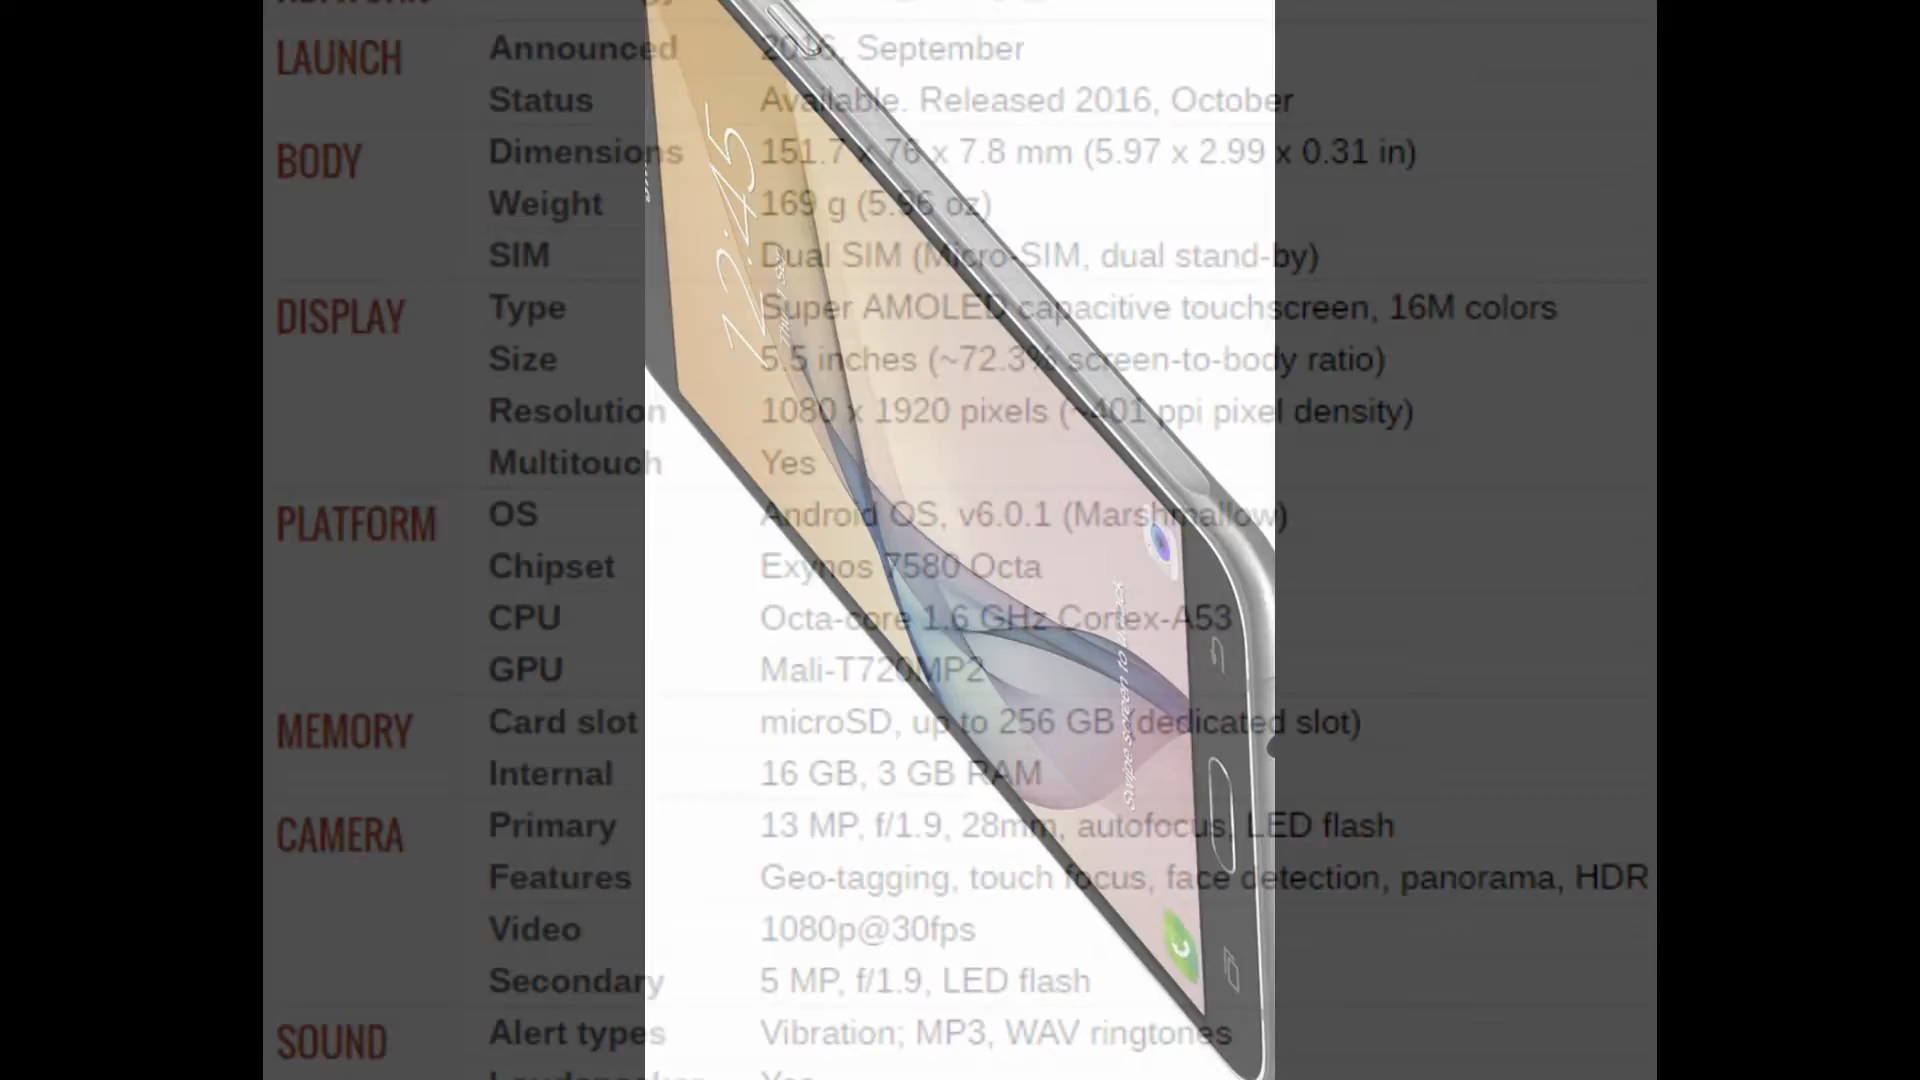 LAUNCH Announced 2016, September
Status Available. Released 2016, October
BODY Dimensions 151.7 x 76 x 7.8 mm (5.97 x 2.99 x 0.31 in)
Weight 169 g (5.96 oz)
SIM Dual SIM (Micro-SIM, dual stand-by)
DISPLAY Type Super AMOLED capacitive touchscreen, 16M colors
Size 5.5 inches (~72.3% screen-to-body ratio)
Resolution 1080 x 1920 pixels (~401 ppi pixel density)
Multitouch Yes
PLATFORM OS Android OS, v6.0.1 (Marshmallow)
Chipset Exynos 7580 Octa
CPU Octa-core 1.6 GHz Cortex-A53
GPU Mali-T720MP2
MEMORY Card slot microSD, up to 256 GB (dedicated slot)
Internal 16 GB, 3 GB RAM
CAMERA Primary 13 MP, f/1.9, 28mm, autofocus, LED flash
Features Geo-tagging, touch focus, face detection, panorama, HDR
Video 1080p@30fps
Secondary 5 MP, f/1.9, LED flash
SOUND Alert types Vibration; MP3, WAV ringtones
12:45
Swipe screen to unlock